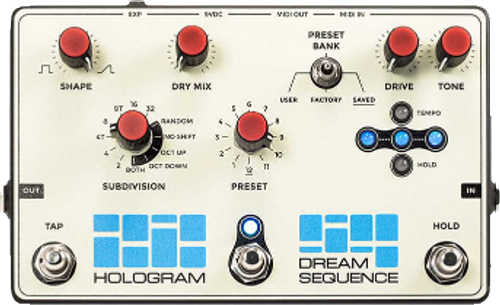 EXP 9VDC MIDI OUT MIDI IN
SHAPE DRY MIX
PRESET
BANK
USER FACTORY SAVED
DRIVE TONE
TEMPO
HOLD
2 4 6T 8 8T 16 32
RANDOM
NO SHIFT
OCT UP
OCT DOWN
BOTH
SUBDIVISION
1 2 3 4 5 6 7 8 9 10 11 12
PRESET
OUT IN
TAP HOLD
HOLOGRAM
DREAM
SEQUENCE